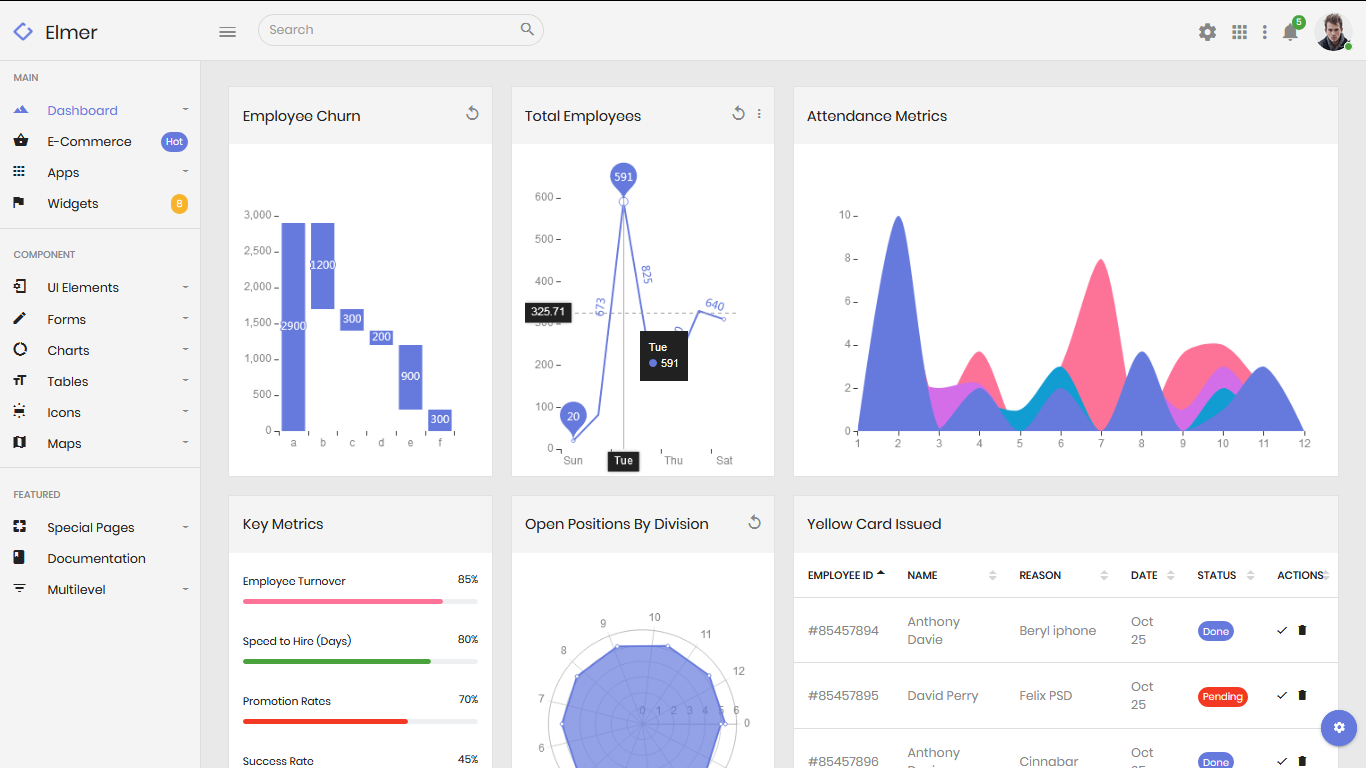 Elmer
Search
5
MAIN
Dashboard
E-Commerce
Hot
Apps
Widgets
8
COMPONENT
UI Elements
Forms
Charts
Tables
Icons
Maps
FEATURED
Special Pages
Documentation
Multilevel
Employee Churn
3,000
2,500
2,000
1,500
1,000
500
0
2900
1200
300
200
900
300
a b c d e f
Total Employees
600
500
400
300
200
100
0
591
20
673
825
640
325.71
Tue
591
Sun Tue Thu Sat
Attendance Metrics
10
8
6
4
2
0
1 2 3 4 5 6 7 8 9 10 11 12
Key Metrics
Employee Turnover 85%
Speed to Hire (Days) 80%
Promotion Rates 70%
Success Rate 45%
Open Positions By Division
10
9
11
8
12
7
0 1 2 3 4 5 6
0
6
Yellow Card Issued
EMPLOYEE ID NAME REASON DATE STATUS ACTIONS
#85457894 Anthony Davie Beryl iphone Oct 25 Done
#85457895 David Perry Felix PSD Oct 25 Pending
#85457896 Anthony Cinnabar Oct Done